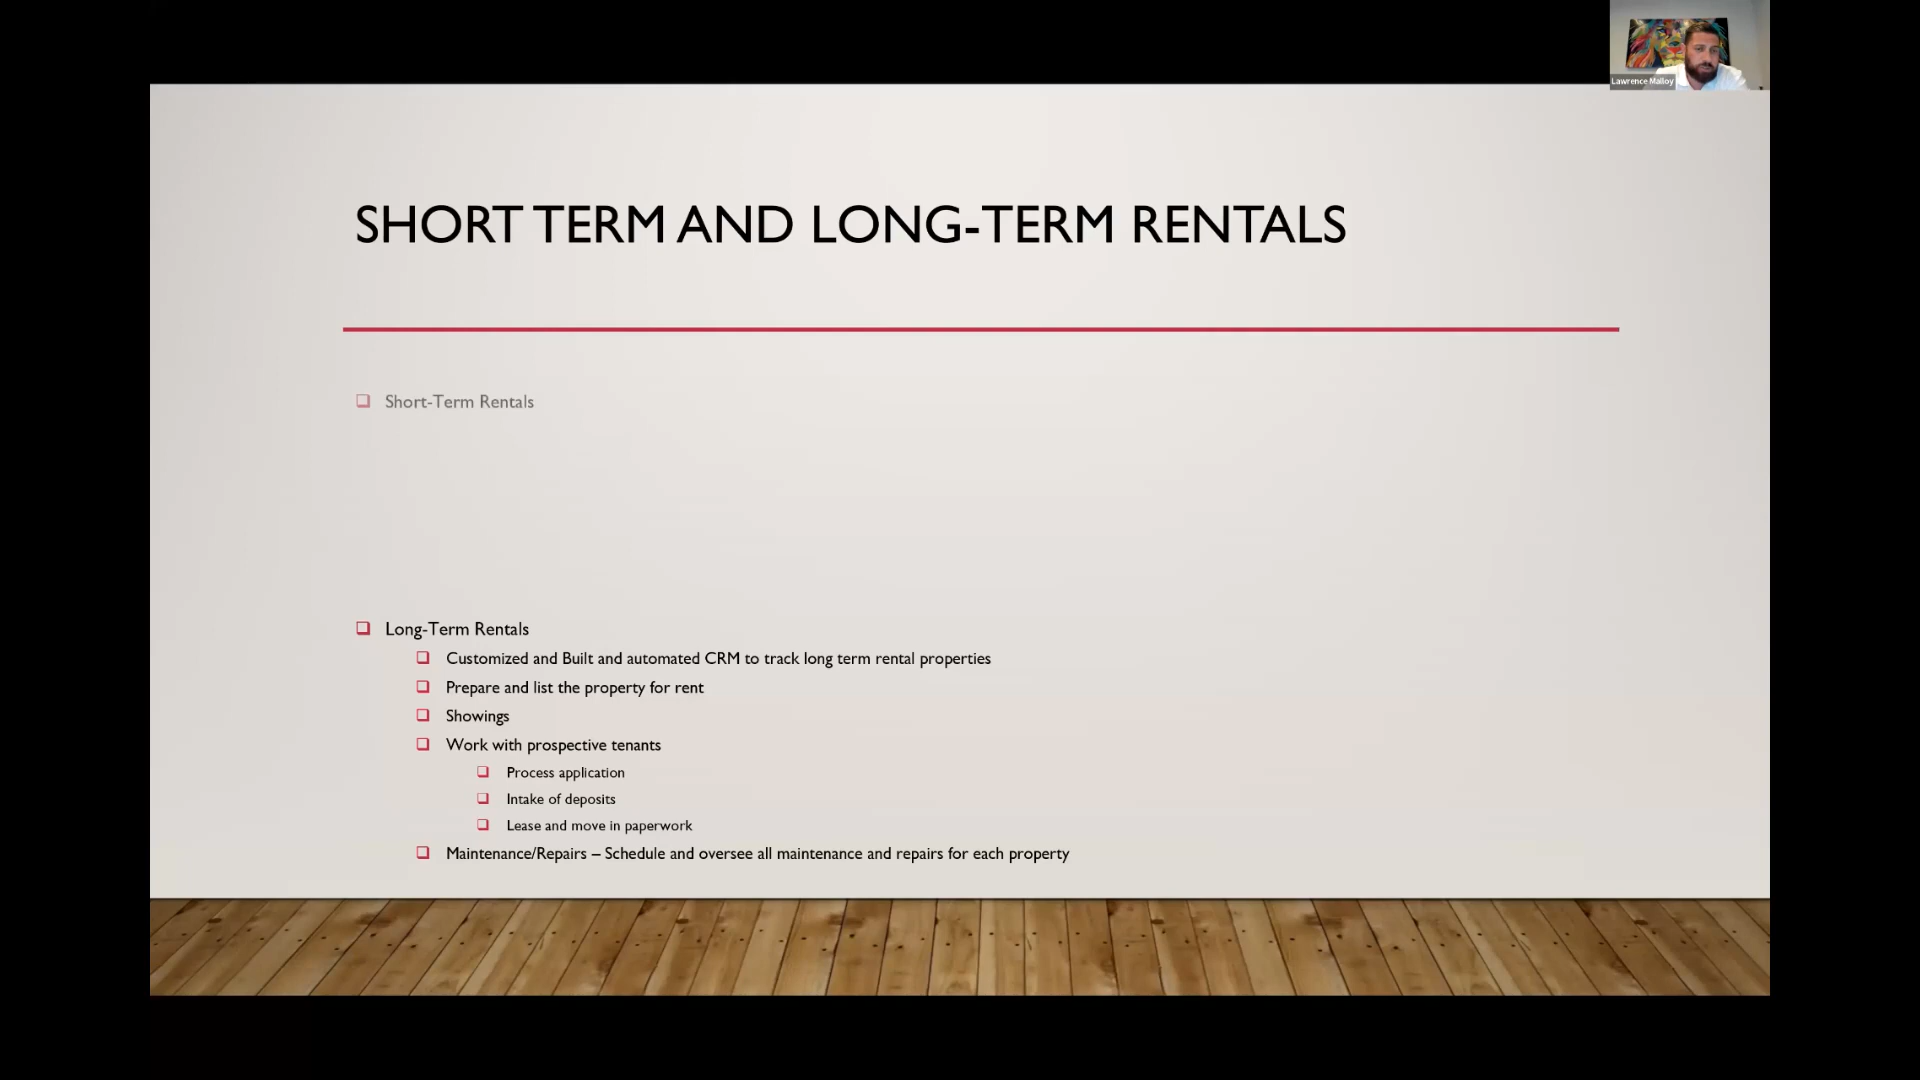 Lawrence Malloy
SHORT TERM AND LONG-TERM RENTALS
Short-Term Rentals
Long-Term Rentals
Customized and Built and automated CRM to track long term rental properties
Prepare and list the property for rent
Showings
Work with prospective tenants
Process application
Intake of deposits
Lease and move in paperwork
Maintenance/Repairs – Schedule and oversee all maintenance and repairs for each property